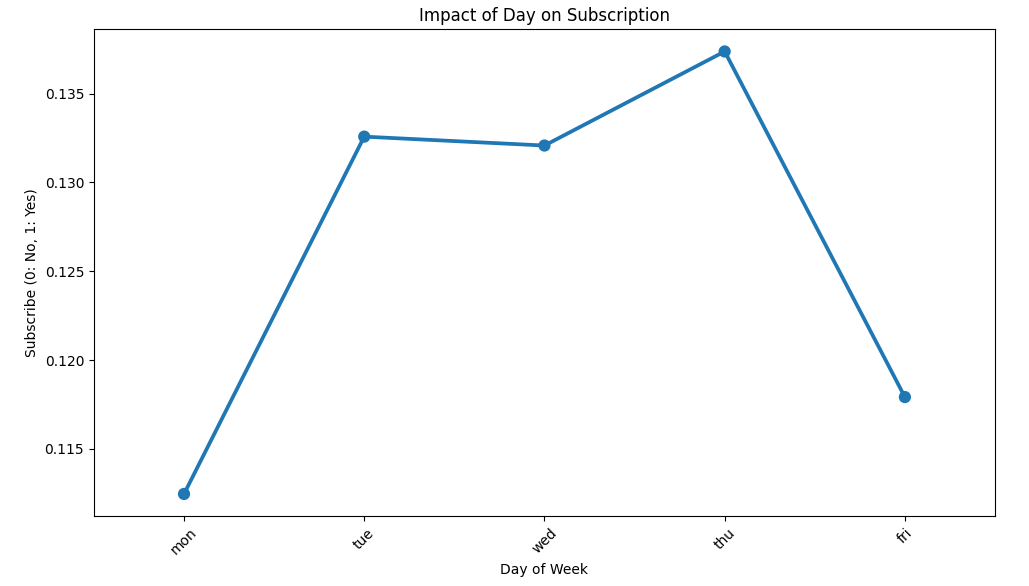 Impact of Day on Subscription
Subscribe (0: No, 1: Yes)
0.135
0.130
0.125
0.120
0.115
mon
tue
wed
thu
fri
Day of Week